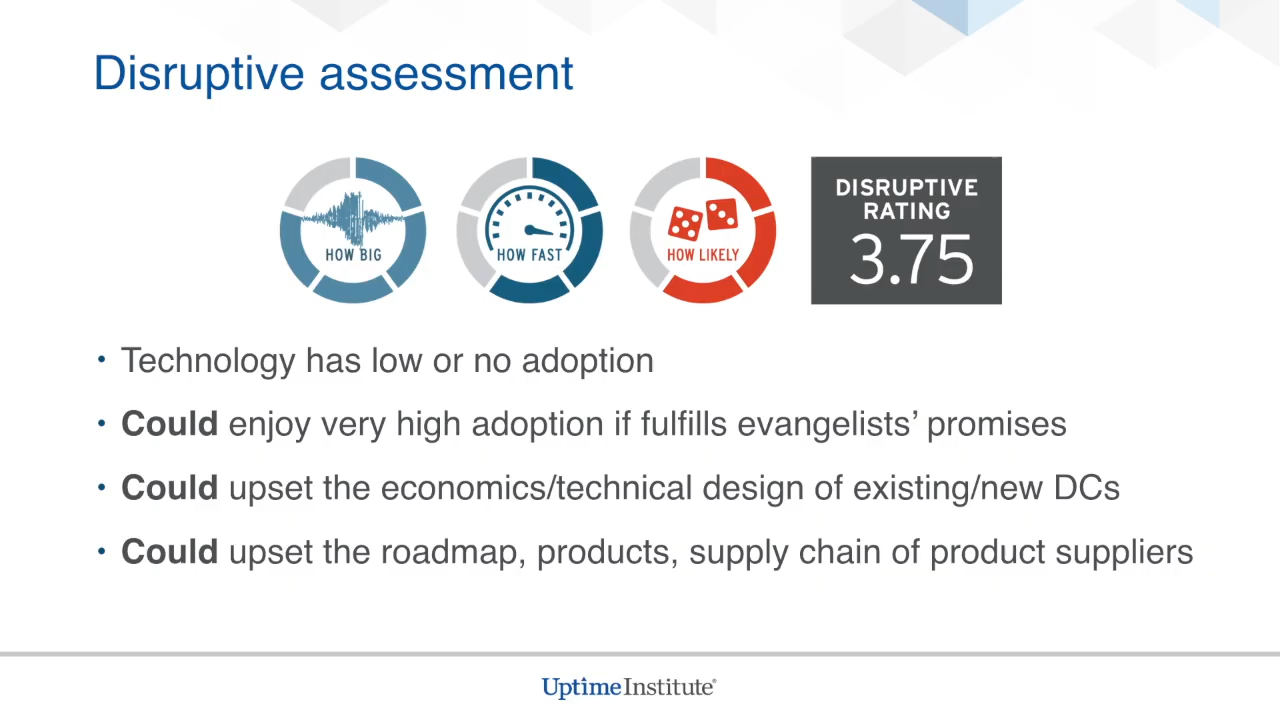 Disruptive assessment
HOW BIG
HOW FAST
HOW LIKELY
DISRUPTIVE
RATING
3.75
• Technology has low or no adoption
• Could enjoy very high adoption if fulfills evangelists’ promises
• Could upset the economics/technical design of existing/new DCs
• Could upset the roadmap, products, supply chain of product suppliers
UptimeInstitute®